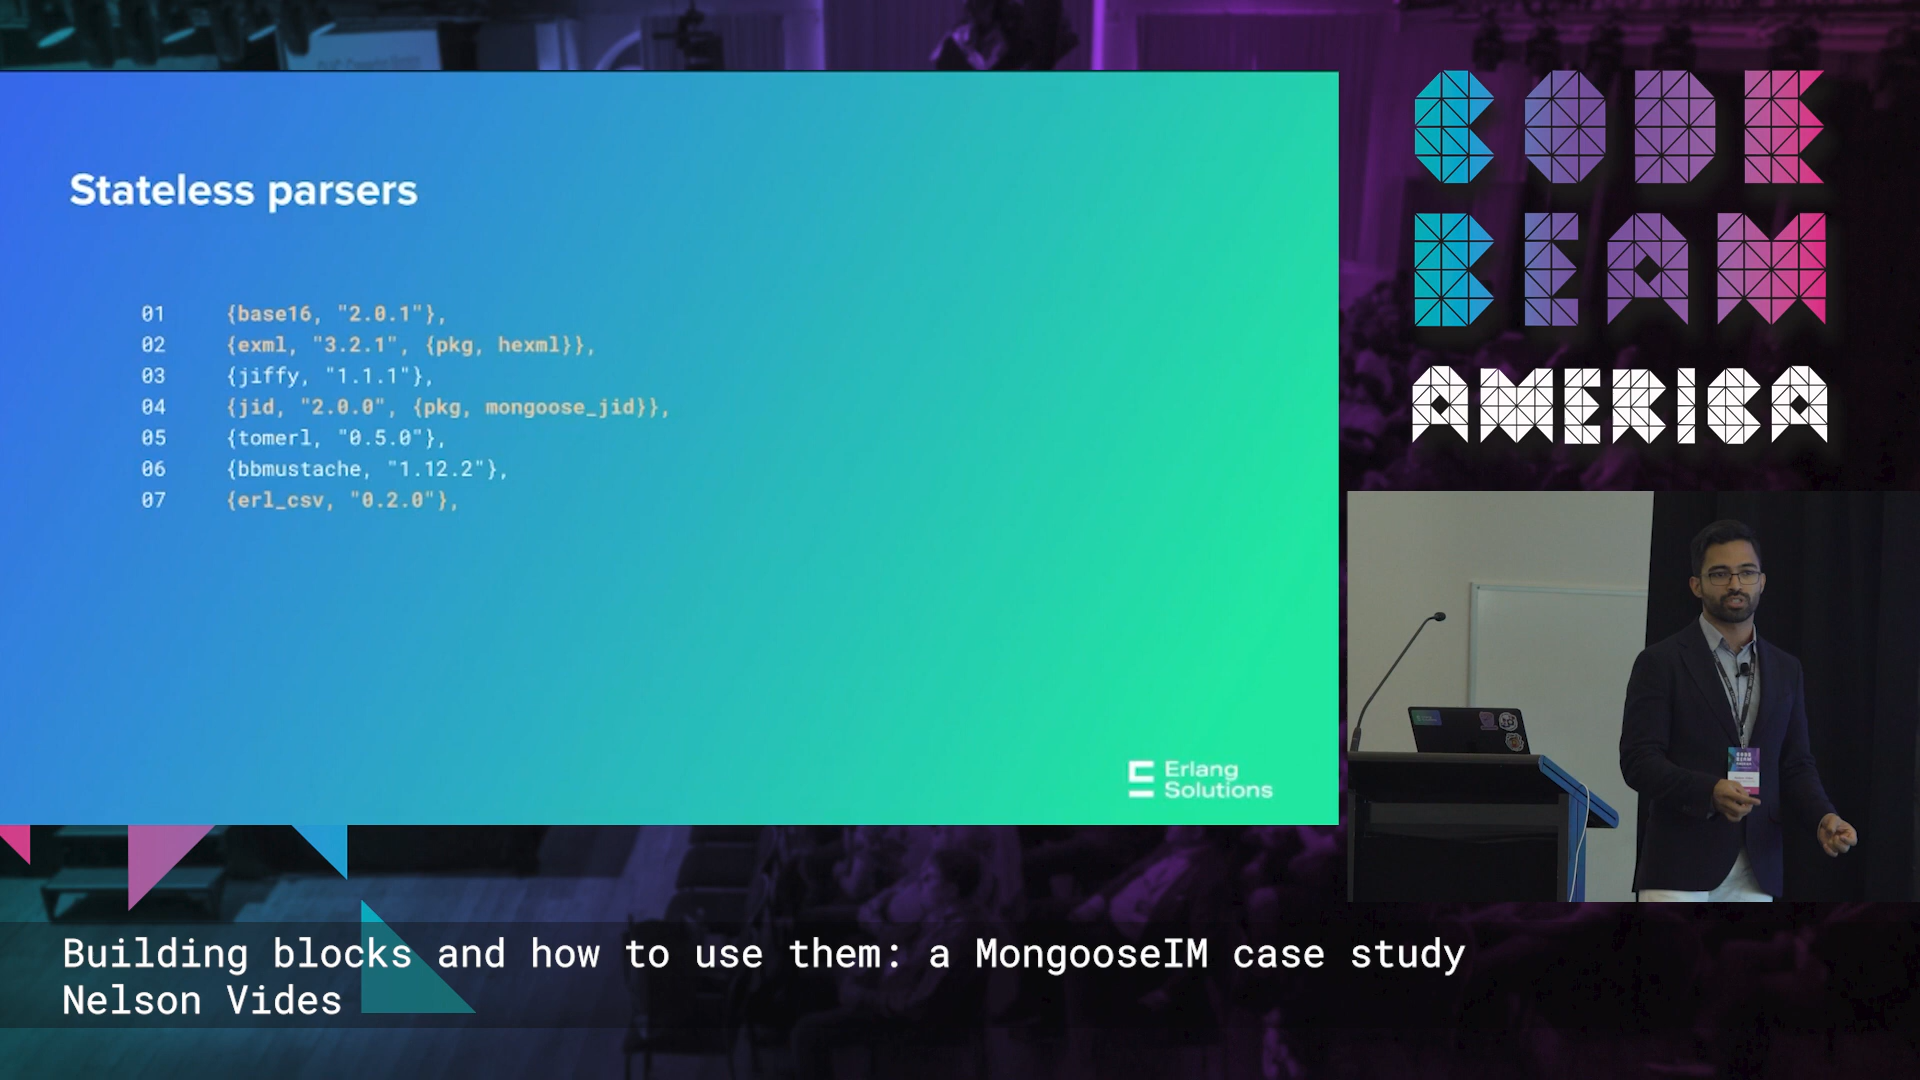 Stateless parsers
01 {base16, "2.0.1"},
02 {exml, "3.2.1", {pkg, hexml}},
03 {jiffy, "1.1.1"},
04 {jid, "2.0.0", {pkg, mongoose_jid}},
05 {tomerl, "0.5.0"},
06 {bbmustache, "1.12.2"},
07 {erl_csv, "0.2.0"},
Erlang
Solutions
CODE
BEAM
AMERICA
Building blocks and how to use them: a MongooseIM case study
Nelson Vides